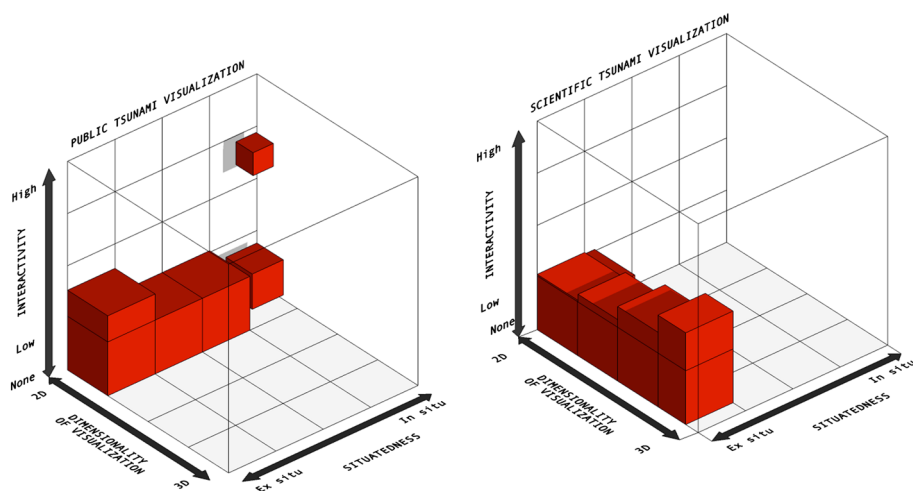 PUBLIC TSUNAMI VISUALIZATION
High
INTERACTIVITY
Low
None
2D
DIMENSIONALITY
OF VISUALIZATION
3D
Ex situ
SITUATEDNESS
In situ
SCIENTIFIC TSUNAMI VISUALIZATION
High
INTERACTIVITY
Low
None
2D
DIMENSIONALITY
OF VISUALIZATION
3D
Ex situ
SITUATEDNESS
In situ